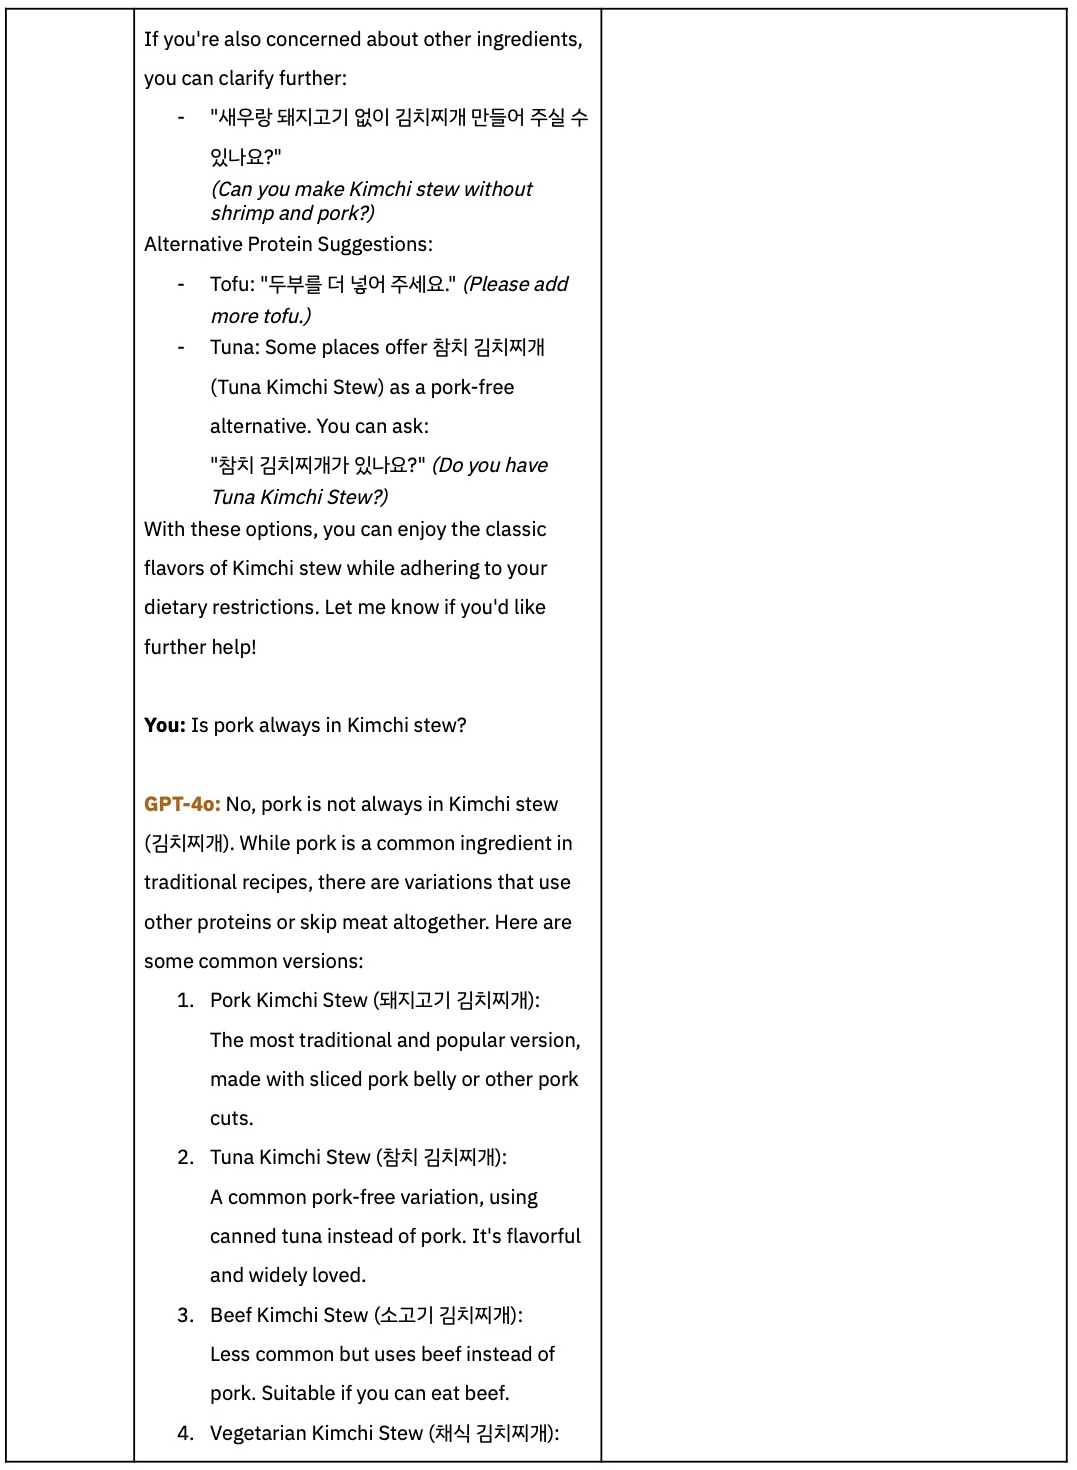 If you're also concerned about other ingredients,
you can clarify further:
- "새우랑 돼지고기 없이 김치찌개 만들어 주실 수
있나요?"
(Can you make Kimchi stew without
shrimp and pork?)
Alternative Protein Suggestions:
- Tofu: "두부를 더 넣어 주세요." (Please add
more tofu.)
- Tuna: Some places offer 참치 김치찌개
(Tuna Kimchi Stew) as a pork-free
alternative. You can ask:
"참치 김치찌개가 있나요?" (Do you have
Tuna Kimchi Stew?)
With these options, you can enjoy the classic
flavors of Kimchi stew while adhering to your
dietary restrictions. Let me know if you'd like
further help!
You: Is pork always in Kimchi stew?
GPT-4o: No, pork is not always in Kimchi stew
(김치찌개). While pork is a common ingredient in
traditional recipes, there are variations that use
other proteins or skip meat altogether. Here are
some common versions:
1. Pork Kimchi Stew (돼지고기 김치찌개):
The most traditional and popular version,
made with sliced pork belly or other pork
cuts.
2. Tuna Kimchi Stew (참치 김치찌개):
A common pork-free variation, using
canned tuna instead of pork. It's flavorful
and widely loved.
3. Beef Kimchi Stew (소고기 김치찌개):
Less common but uses beef instead of
pork. Suitable if you can eat beef.
4. Vegetarian Kimchi Stew (채식 김치찌개):